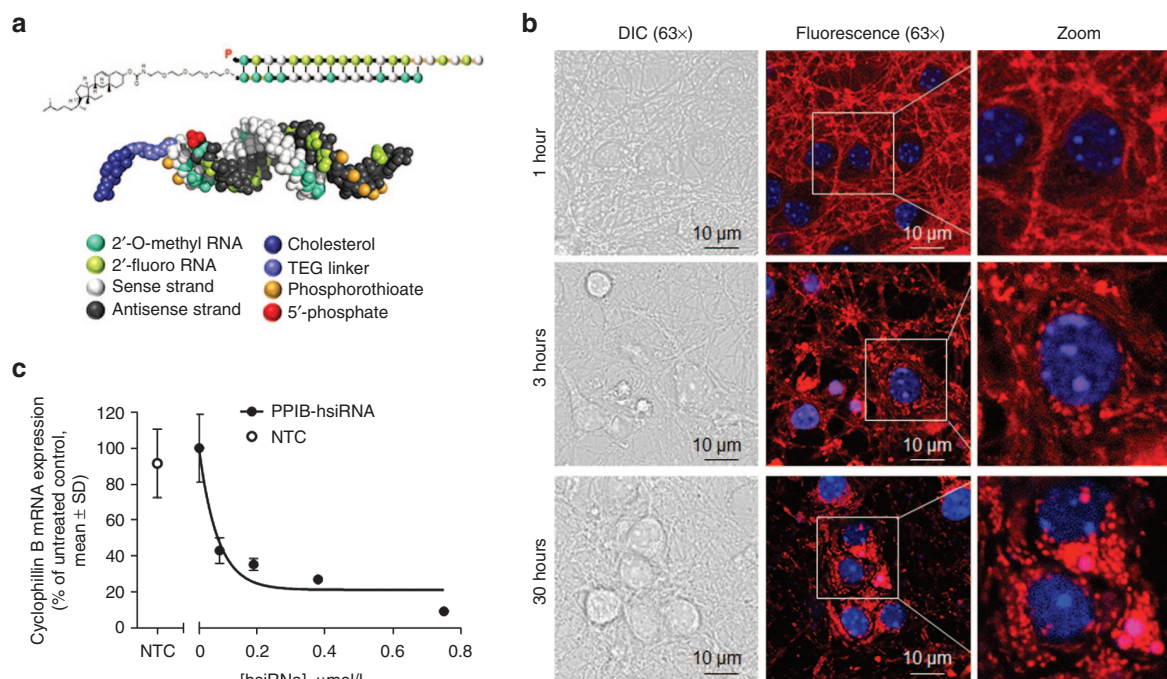 a
P
2′-O-methyl RNA
2′-fluoro RNA
Sense strand
Antisense strand
Cholesterol
TEG linker
Phosphorothioate
5′-phosphate
b
DIC (63×)
Fluorescence (63×)
Zoom
1 hour
10 µm
10 µm
3 hours
10 µm
10 µm
30 hours
10 µm
10 µm
c
Cyclophillin B mRNA expression
(% of untreated control,
mean ± SD)
120
100
80
60
40
20
0
PPIB-hsiRNA
NTC
NTC
0
0.2
0.4
0.6
0.8